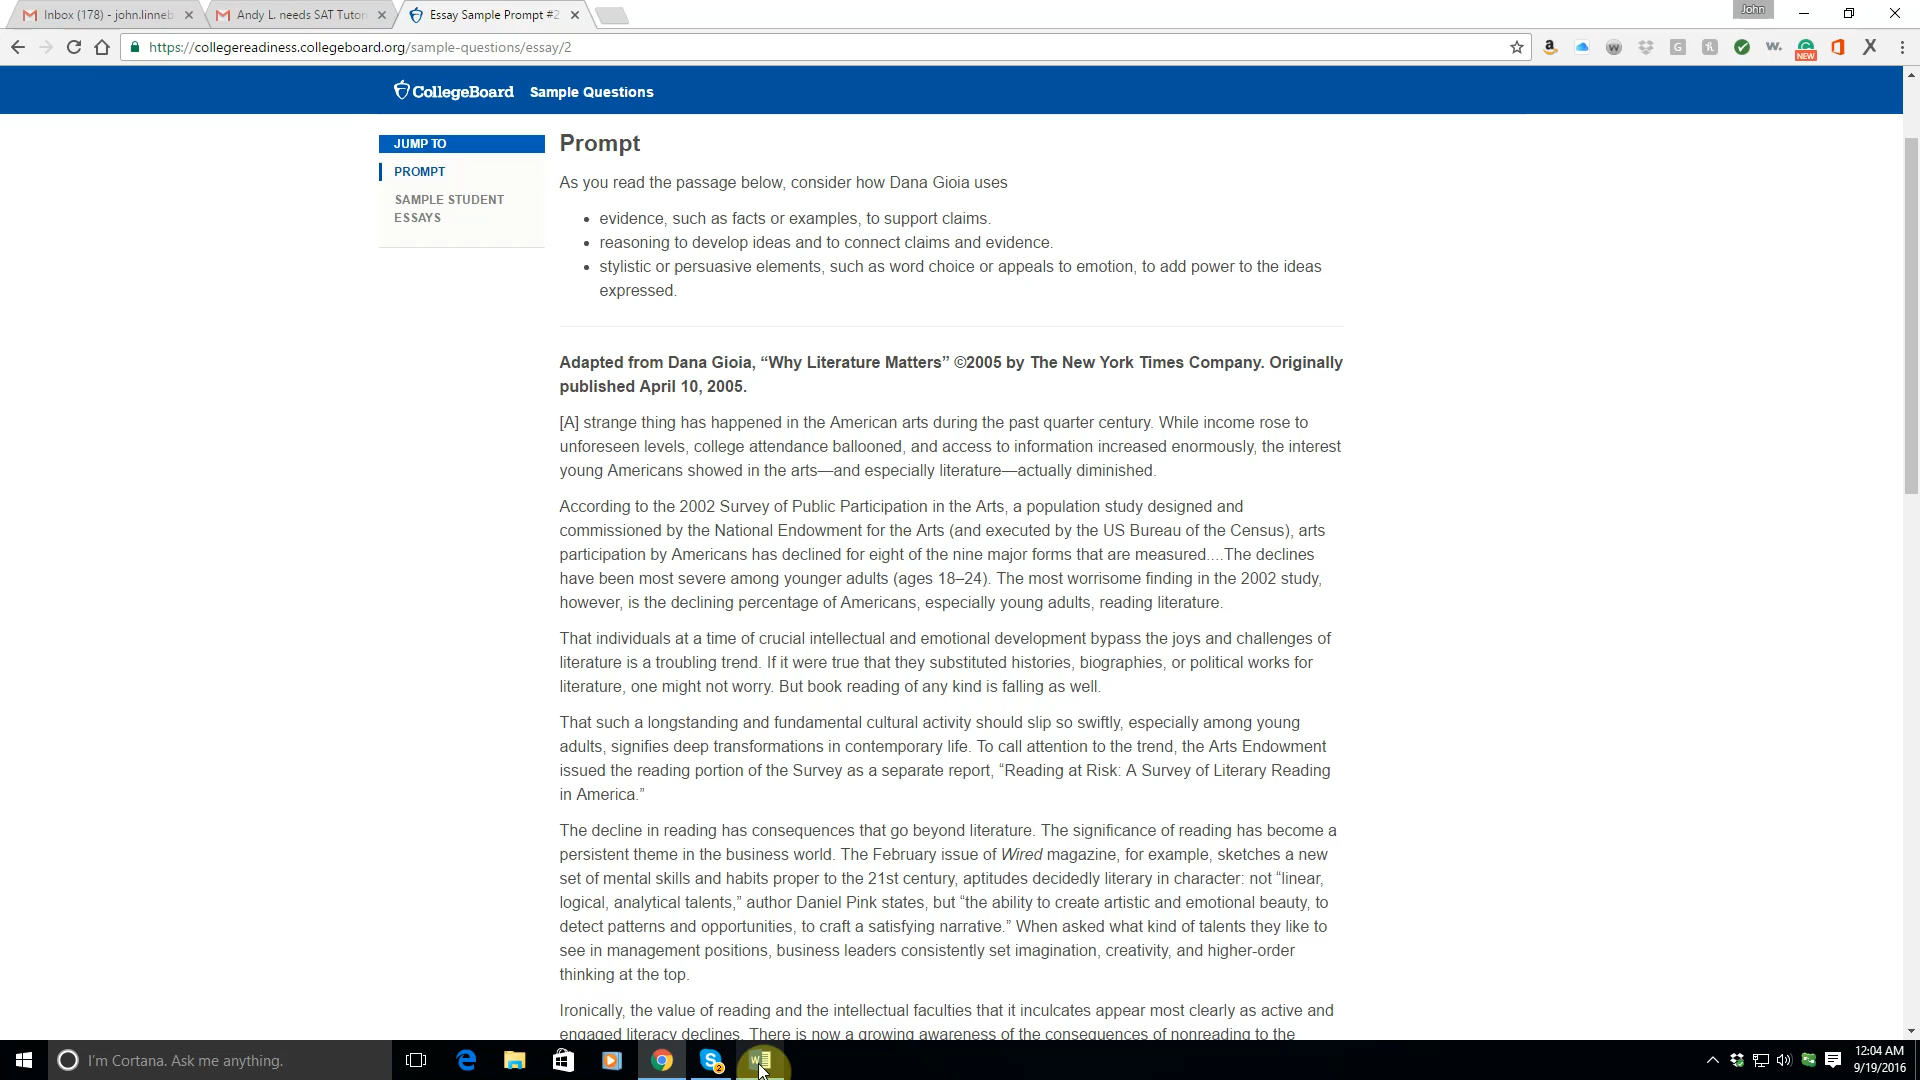 Inbox (178) - john.linneb
Andy L. needs SAT Tutor
Essay Sample Prompt #2
John
https://collegereadiness.collegeboard.org/sample-questions/essay/2
NEW
CollegeBoard Sample Questions
JUMP TO
PROMPT
SAMPLE STUDENT
ESSAYS
Prompt
As you read the passage below, consider how Dana Gioia uses
evidence, such as facts or examples, to support claims.
reasoning to develop ideas and to connect claims and evidence.
stylistic or persuasive elements, such as word choice or appeals to emotion, to add power to the ideas
expressed.
Adapted from Dana Gioia, “Why Literature Matters” ©2005 by The New York Times Company. Originally
published April 10, 2005.
[A] strange thing has happened in the American arts during the past quarter century. While income rose to
unforeseen levels, college attendance ballooned, and access to information increased enormously, the interest
young Americans showed in the arts—and especially literature—actually diminished.
According to the 2002 Survey of Public Participation in the Arts, a population study designed and
commissioned by the National Endowment for the Arts (and executed by the US Bureau of the Census), arts
participation by Americans has declined for eight of the nine major forms that are measured....The declines
have been most severe among younger adults (ages 18–24). The most worrisome finding in the 2002 study,
however, is the declining percentage of Americans, especially young adults, reading literature.
That individuals at a time of crucial intellectual and emotional development bypass the joys and challenges of
literature is a troubling trend. If it were true that they substituted histories, biographies, or political works for
literature, one might not worry. But book reading of any kind is falling as well.
That such a longstanding and fundamental cultural activity should slip so swiftly, especially among young
adults, signifies deep transformations in contemporary life. To call attention to the trend, the Arts Endowment
issued the reading portion of the Survey as a separate report, “Reading at Risk: A Survey of Literary Reading
in America.”
The decline in reading has consequences that go beyond literature. The significance of reading has become a
persistent theme in the business world. The February issue of Wired magazine, for example, sketches a new
set of mental skills and habits proper to the 21st century, aptitudes decidedly literary in character: not “linear,
logical, analytical talents,” author Daniel Pink states, but “the ability to create artistic and emotional beauty, to
detect patterns and opportunities, to craft a satisfying narrative.” When asked what kind of talents they like to
see in management positions, business leaders consistently set imagination, creativity, and higher-order
thinking at the top.
Ironically, the value of reading and the intellectual faculties that it inculcates appear most clearly as active and
engaged literacy declines. There is now a growing awareness of the consequences of nonreading to the
I'm Cortana. Ask me anything.
2
12:04 AM
9/19/2016